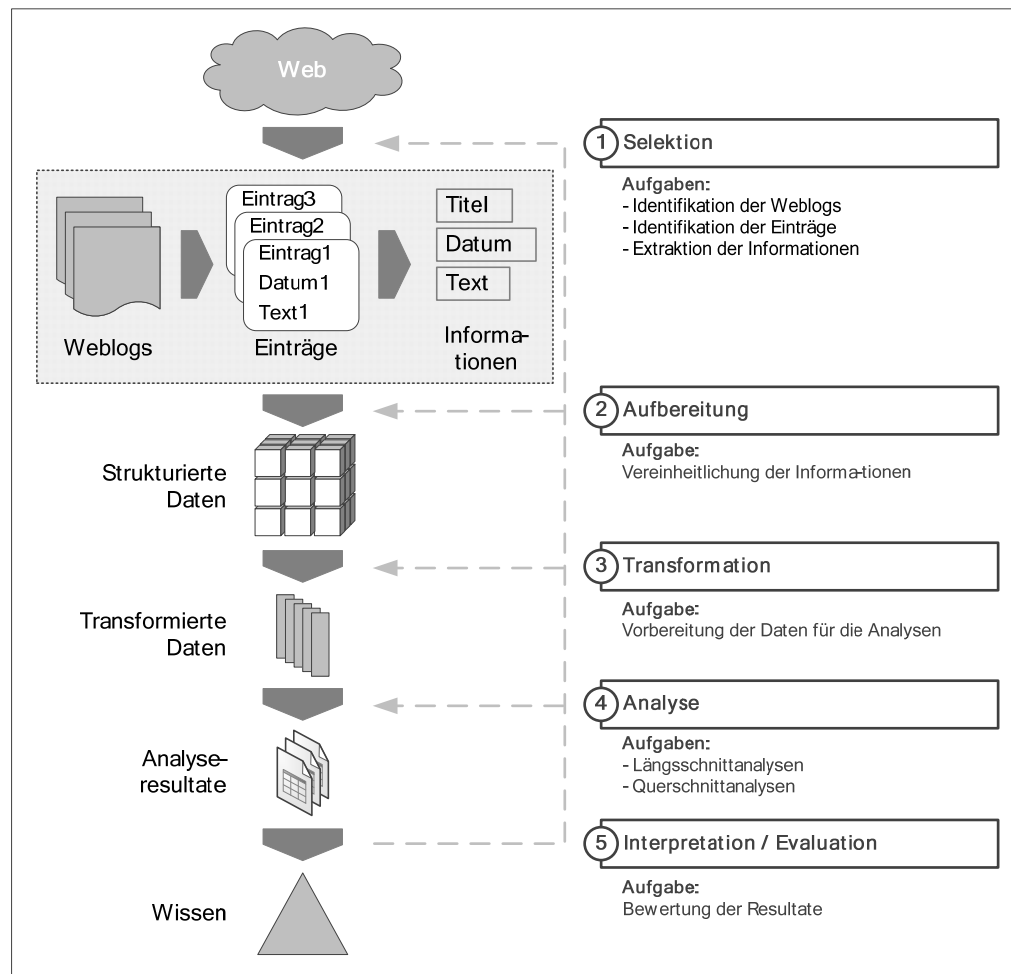 Web
1 Selektion
Aufgaben:
- Identifikation der Weblogs
- Identifikation der Einträge
- Extraktion der Informationen
Eintrag3
Eintrag2
Eintrag1
Datum1
Text1
Titel
Datum
Text
Weblogs
Einträge
Informa-
tionen
2 Aufbereitung
Aufgabe:
Vereinheitlichung der Informa-tionen
Strukturierte
Daten
3 Transformation
Aufgabe:
Vorbereitung der Daten für die Analysen
Transformierte
Daten
4 Analyse
Aufgaben:
- Längsschnittanalysen
- Querschnittanalysen
Analyse-
resultate
5 Interpretation / Evaluation
Aufgabe:
Bewertung der Resultate
Wissen